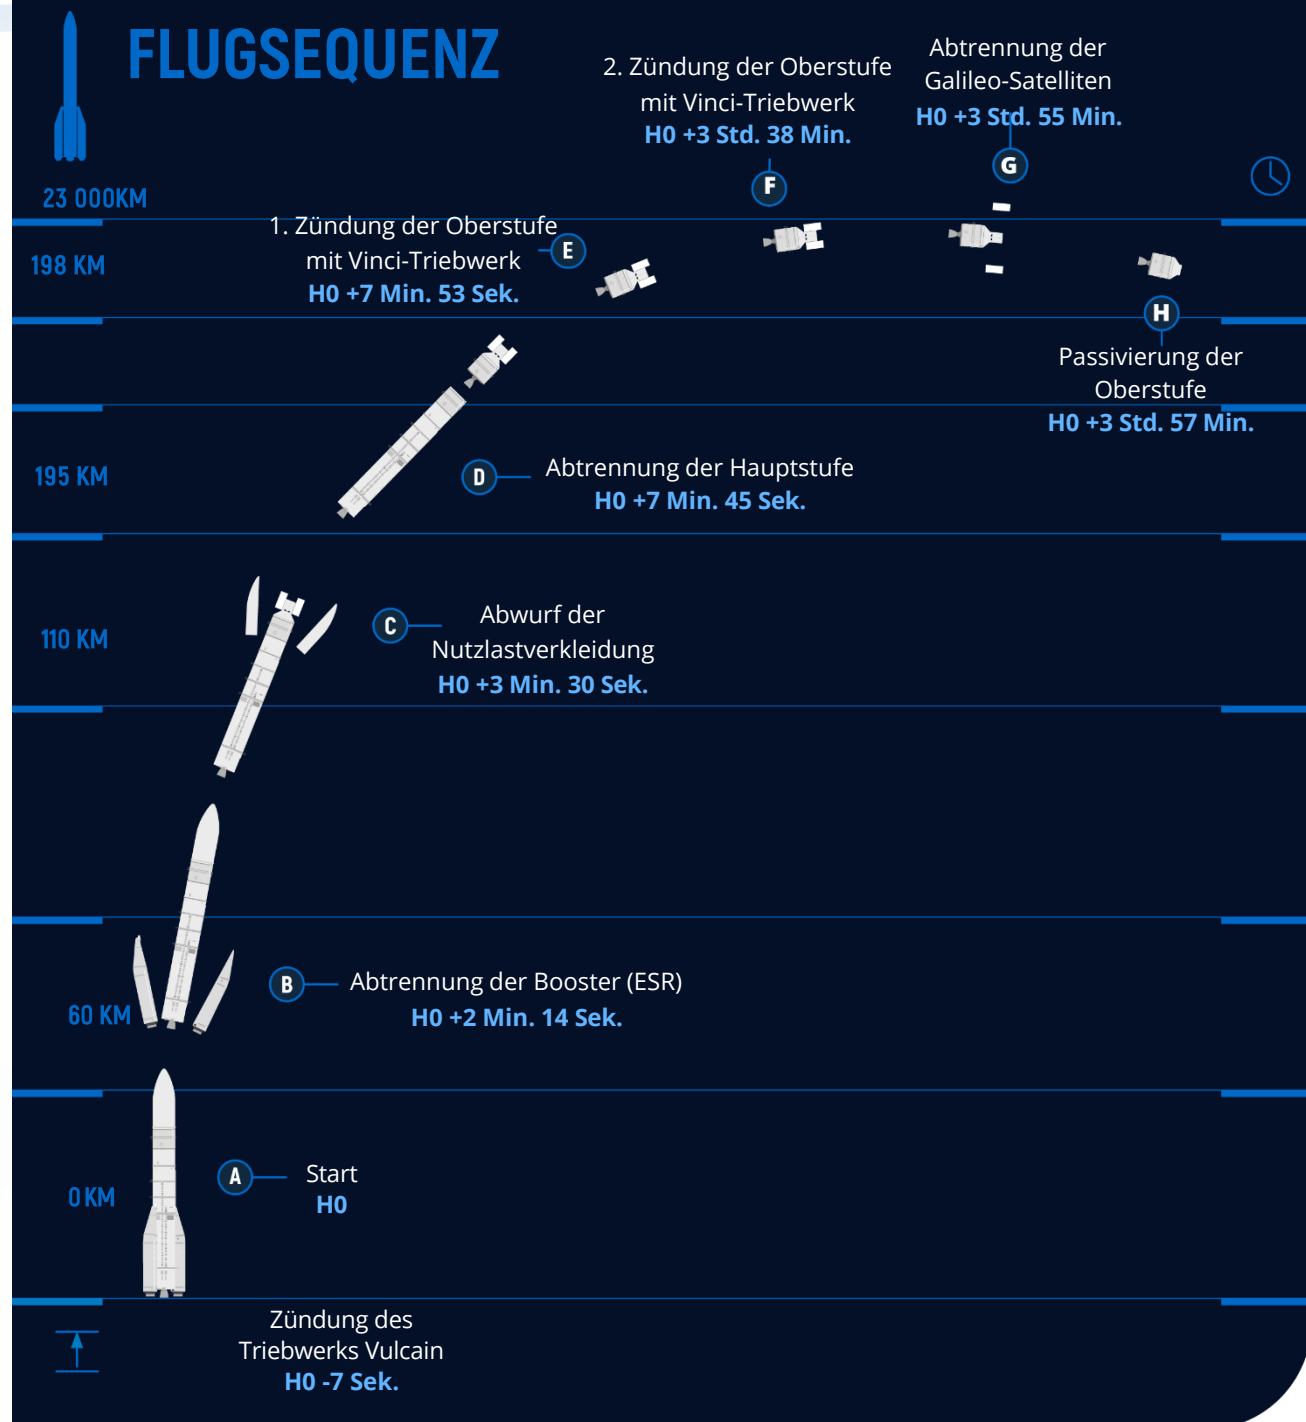 FLUGSEQUENZ
2. Zündung der Oberstufe
mit Vinci-Triebwerk
H0 +3 Std. 38 Min.
Abtrennung der
Galileo-Satelliten
H0 +3 Std. 55 Min.
F
G
23 000KM
1. Zündung der Oberstufe
mit Vinci-Triebwerk
H0 +7 Min. 53 Sek.
E
198 KM
H
Passivierung der
Oberstufe
H0 +3 Std. 57 Min.
195 KM
D
Abtrennung der Hauptstufe
H0 +7 Min. 45 Sek.
110 KM
C
Abwurf der
Nutzlastverkleidung
H0 +3 Min. 30 Sek.
60 KM
B
Abtrennung der Booster (ESR)
H0 +2 Min. 14 Sek.
0 KM
A
Start
H0
Zündung des
Triebwerks Vulcain
H0 -7 Sek.